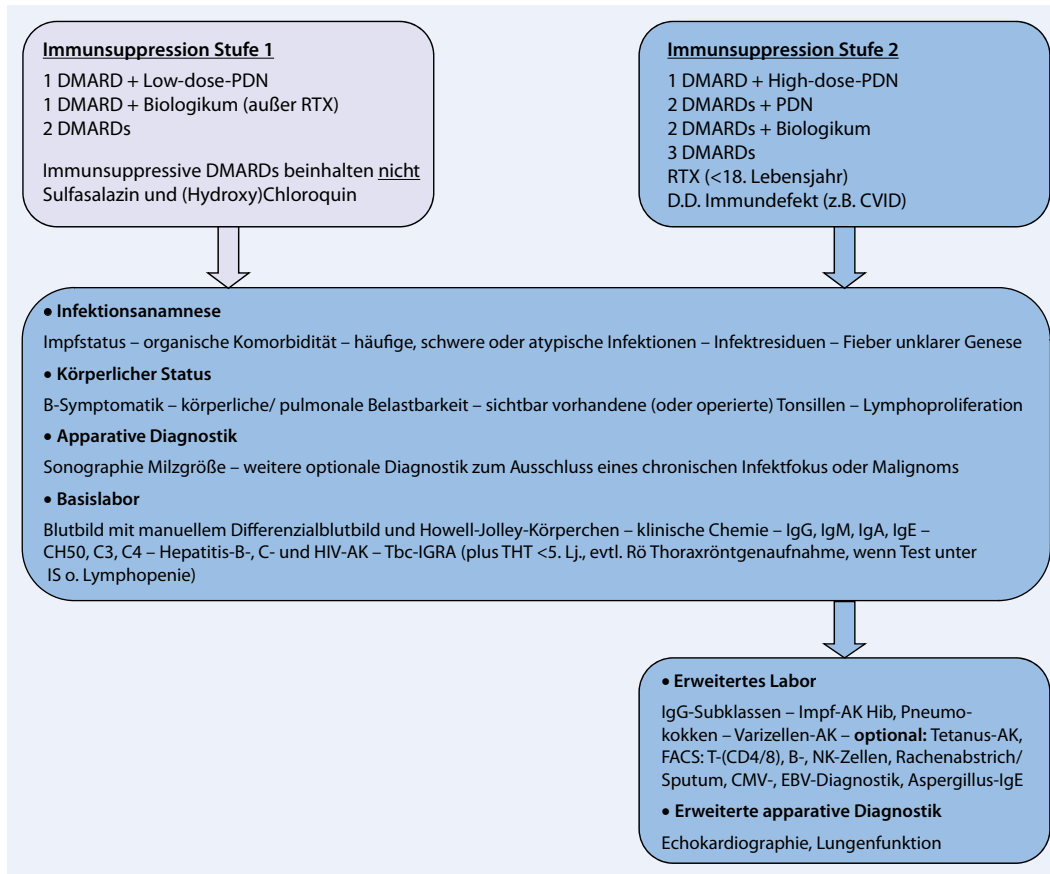 Immunsuppression Stufe 1
1 DMARD + Low-dose-PDN
1 DMARD + Biologikum (außer RTX)
2 DMARDs
Immunsuppressive DMARDs beinhalten nicht
Sulfasalazin und (Hydroxy)Chloroquin
Immunsuppression Stufe 2
1 DMARD + High-dose-PDN
2 DMARDs + PDN
2 DMARDs + Biologikum
3 DMARDs
RTX (<18. Lebensjahr)
D.D. Immundefekt (z.B. CVID)
• Infektionsanamnese
Impfstatus – organische Komorbidität – häufige, schwere oder atypische Infektionen – Infektresiduen – Fieber unklarer Genese
• Körperlicher Status
B-Symptomatik – körperliche/ pulmonale Belastbarkeit – sichtbar vorhandene (oder operierte) Tonsillen – Lymphoproliferation
• Apparative Diagnostik
Sonographie Milzgröße – weitere optionale Diagnostik zum Ausschluss eines chronischen Infektfokus oder Malignoms
• Basislabor
Blutbild mit manuellem Differenzialblutbild und Howell-Jolley-Körperchen – klinische Chemie – IgG, IgM, IgA, IgE –
CH50, C3, C4 – Hepatitis-B-, C- und HIV-AK – Tbc-IGRA (plus THT <5. Lj., evtl. Rö Thoraxröntgenaufnahme, wenn Test unter
IS o. Lymphopenie)
• Erweitertes Labor
IgG-Subklassen – Impf-AK Hib, Pneumo-
kokken – Varizellen-AK – optional: Tetanus-AK,
FACS: T-(CD4/8), B-, NK-Zellen, Rachenabstrich/
Sputum, CMV-, EBV-Diagnostik, Aspergillus-IgE
• Erweiterte apparative Diagnostik
Echokardiographie, Lungenfunktion